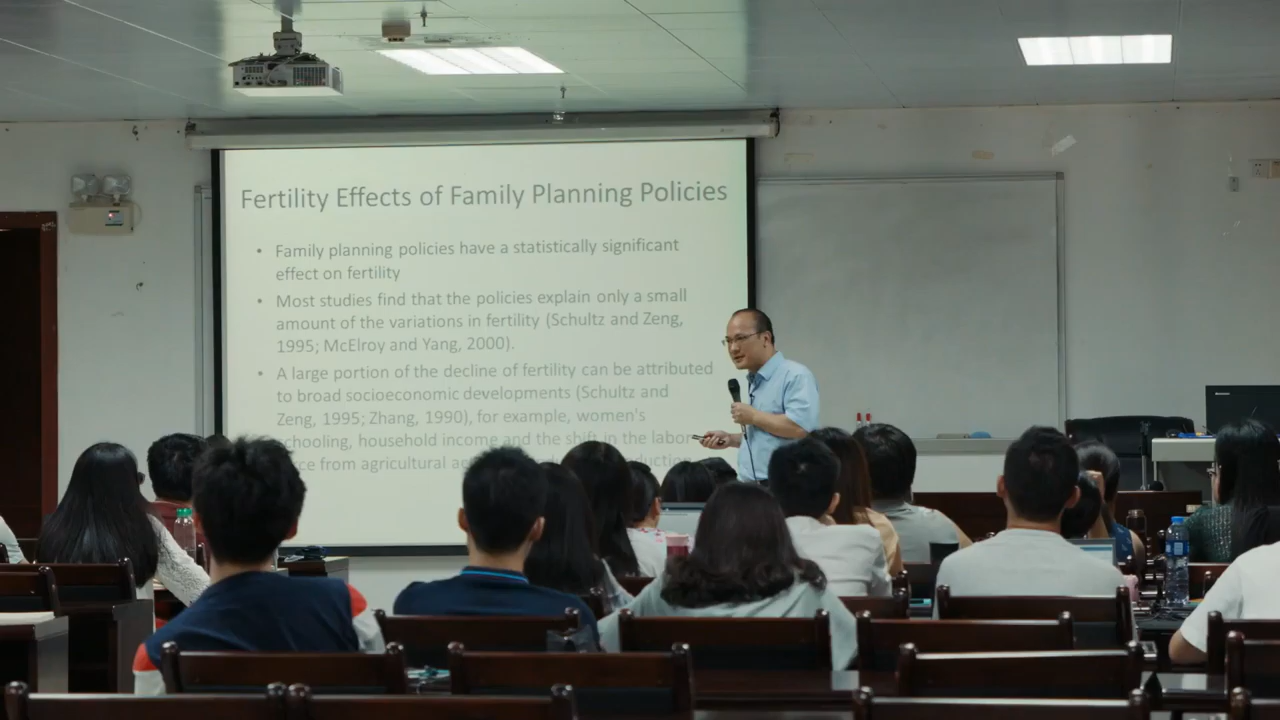 Fertility Effects of Family Planning Policies
• Family planning policies have a statistically significant
effect on fertility
• Most studies find that the policies explain only a small
amount of the variations in fertility (Schultz and Zeng,
1995; McElroy and Yang, 2000).
• A large portion of the decline of fertility can be attributed
to broad socioeconomic developments (Schultz and
Zeng, 1995; Zhang, 1990), for example, women's
schooling, household income and the shift in the labor
from agricultural